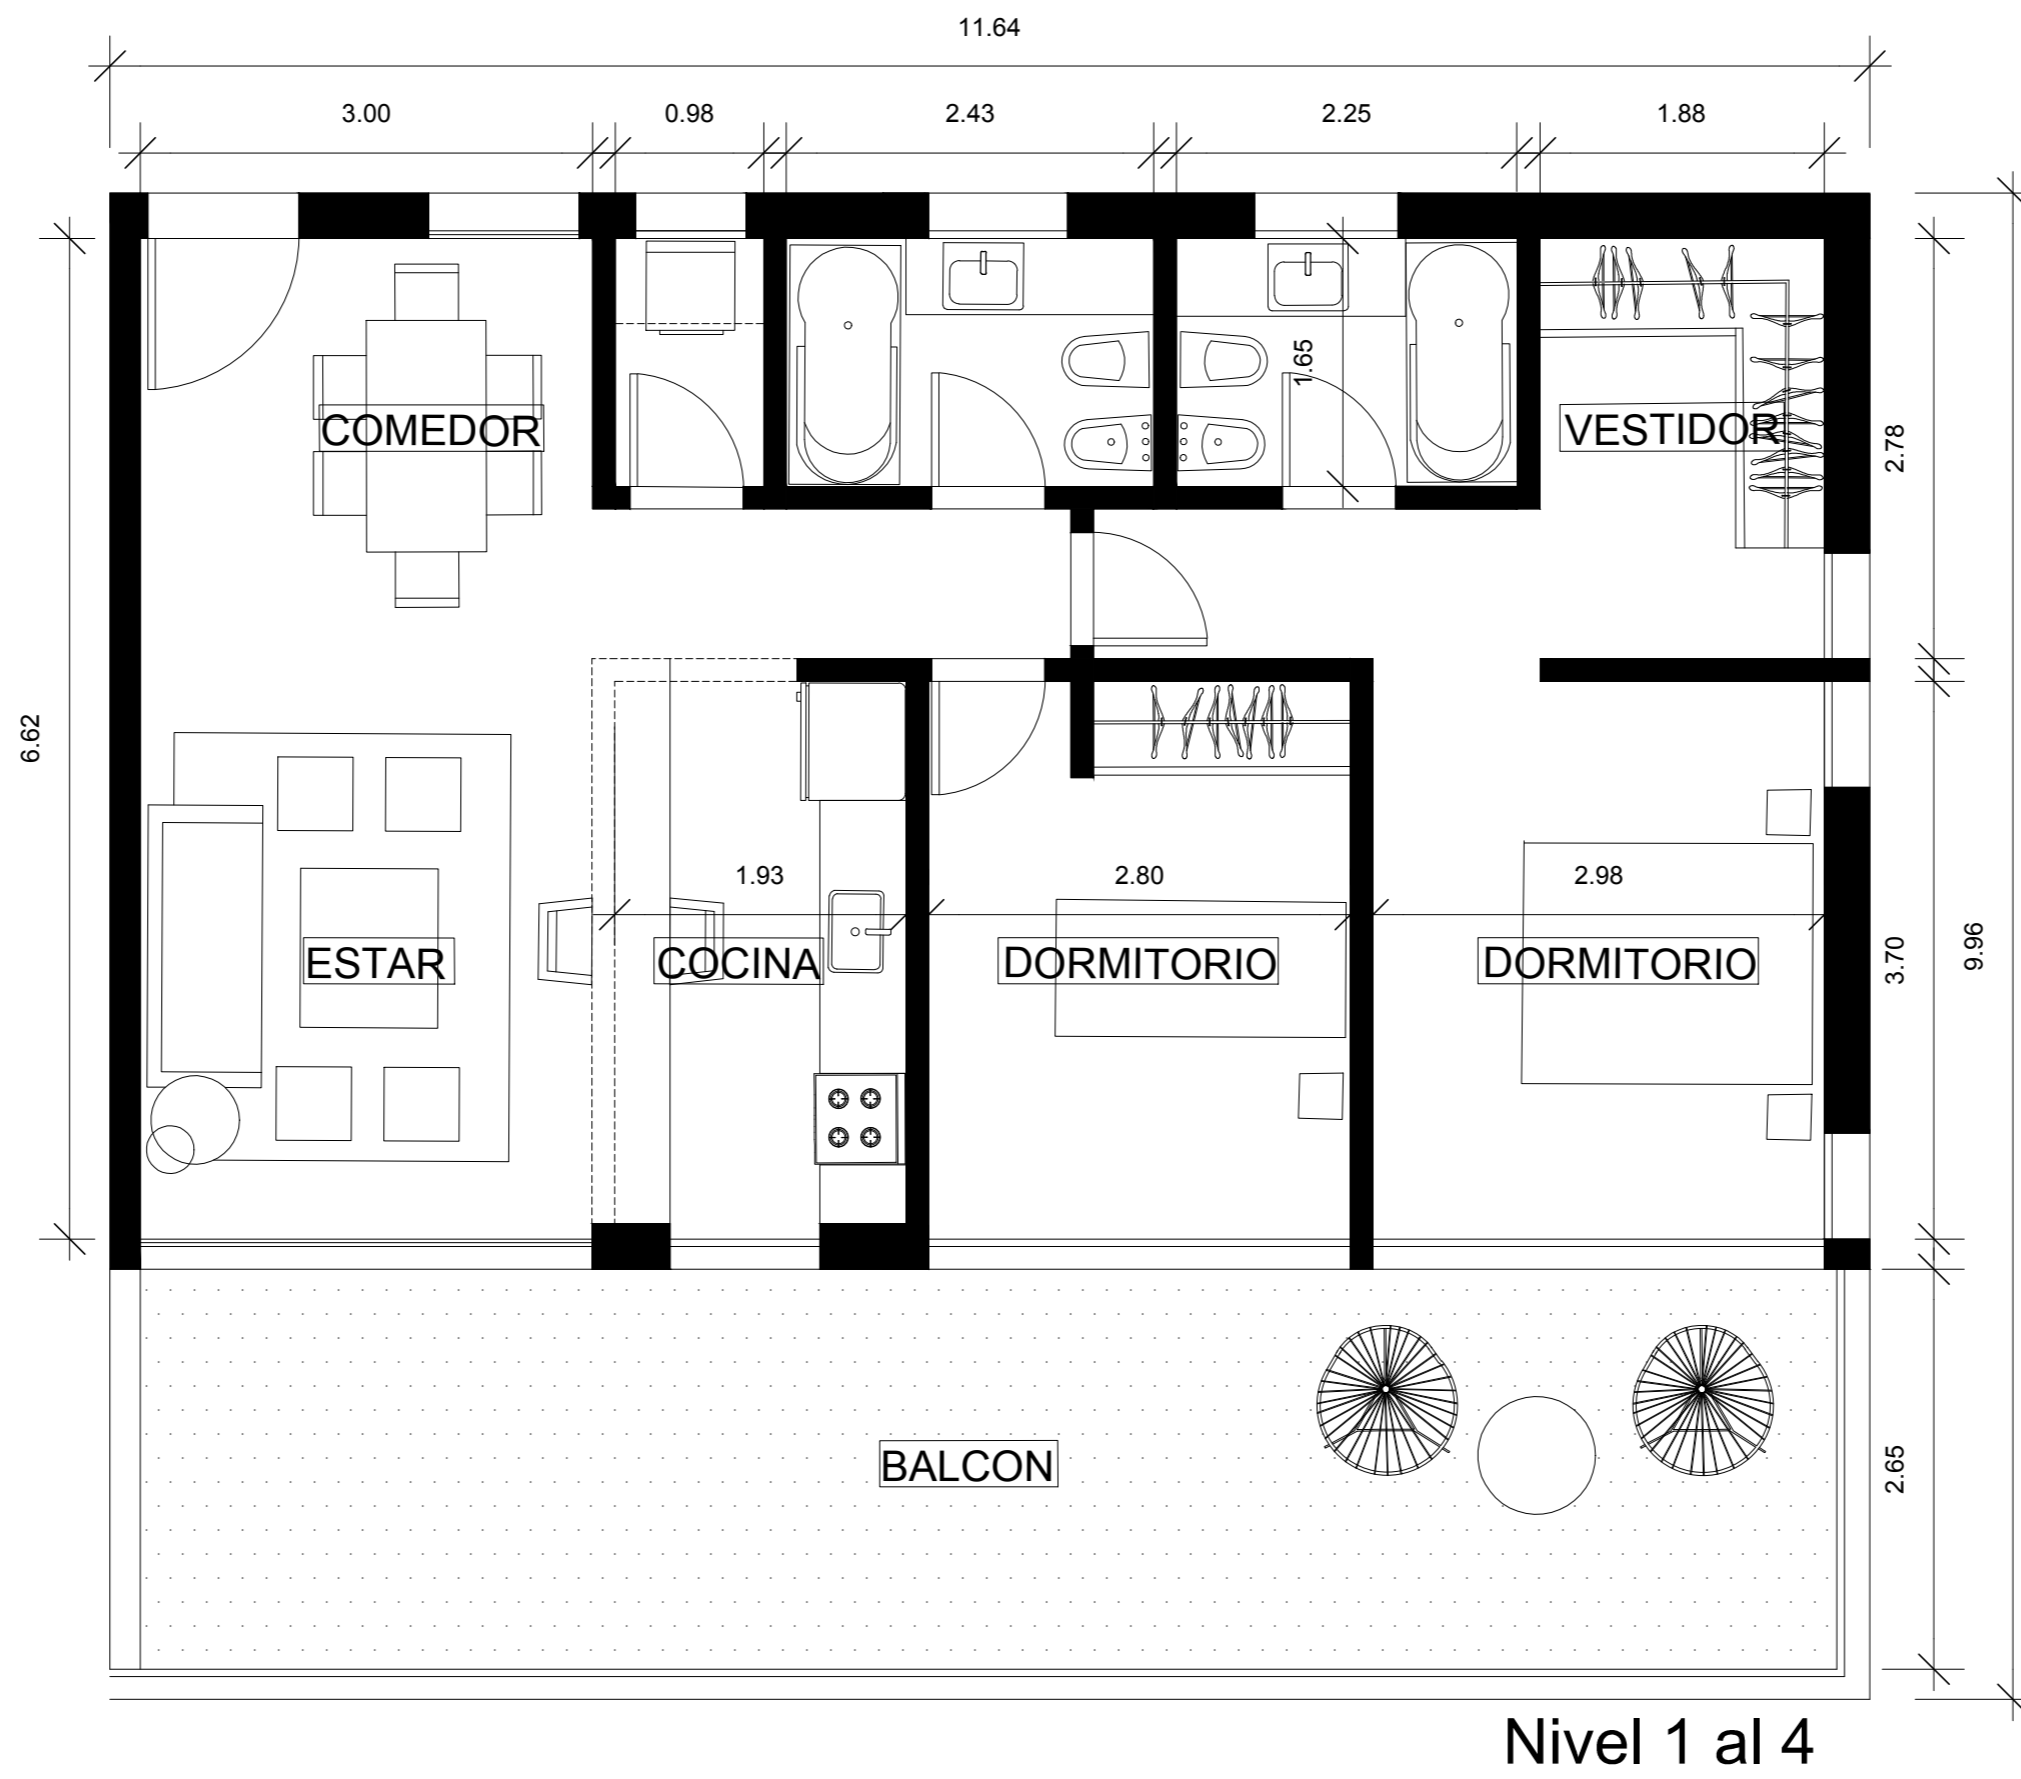 11.64
3.00
0.98
2.43
2.25
1.88
1.65
COMEDOR
VESTIDOR
2.78
6.62
1.93
2.80
2.98
ESTAR
COCINA
DORMITORIO
DORMITORIO
3.70
9.96
BALCON
2.65
Nivel 1 al 4